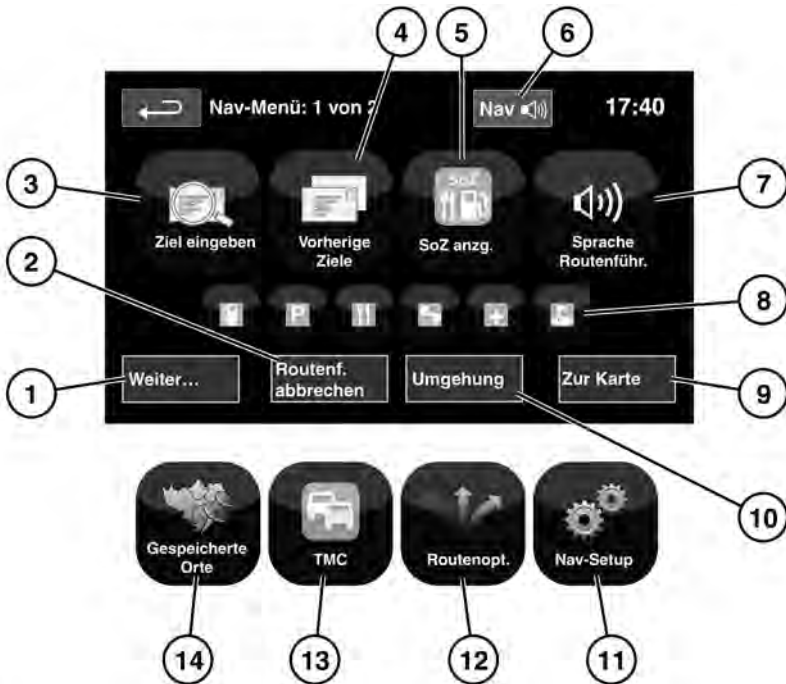 4
5
6
Nav-Menü: 1 von 2
Nav
17:40
3
7
SoZ
Ziel eingeben
Vorherige
Ziele
SoZ anzg.
Sprache
Routenführ.
2
P
8
1
Weiter...
Routenf.
abbrechen
Umgehung
Zur Karte
9
10
Gespeicherte
Orte
TMC
Routenopt.
Nav-Setup
14
13
12
11